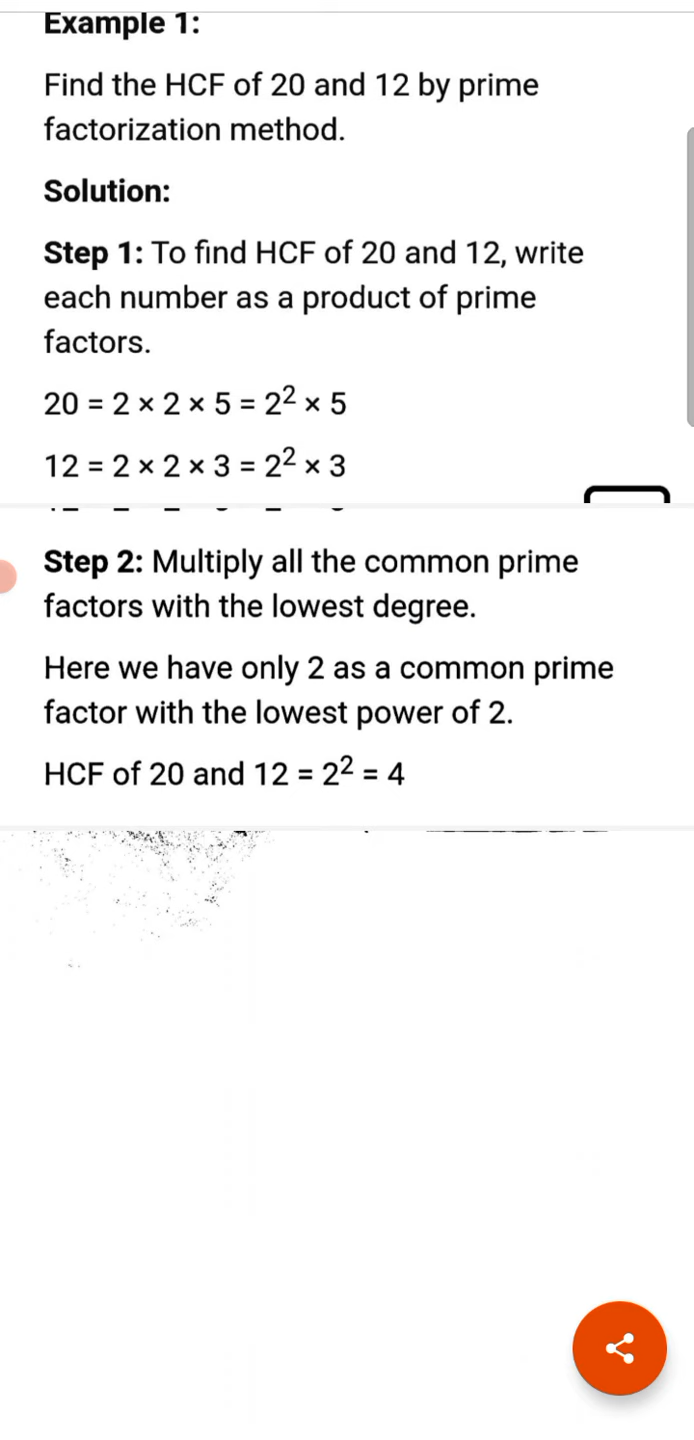 Example 1:
Find the HCF of 20 and 12 by prime
factorization method.
Solution:
Step 1: To find HCF of 20 and 12, write
each number as a product of prime
factors.
20 = 2 × 2 × 5 = 2² × 5
12 = 2 × 2 × 3 = 2² × 3
Step 2: Multiply all the common prime
factors with the lowest degree.
Here we have only 2 as a common prime
factor with the lowest power of 2.
HCF of 20 and 12 = 2² = 4